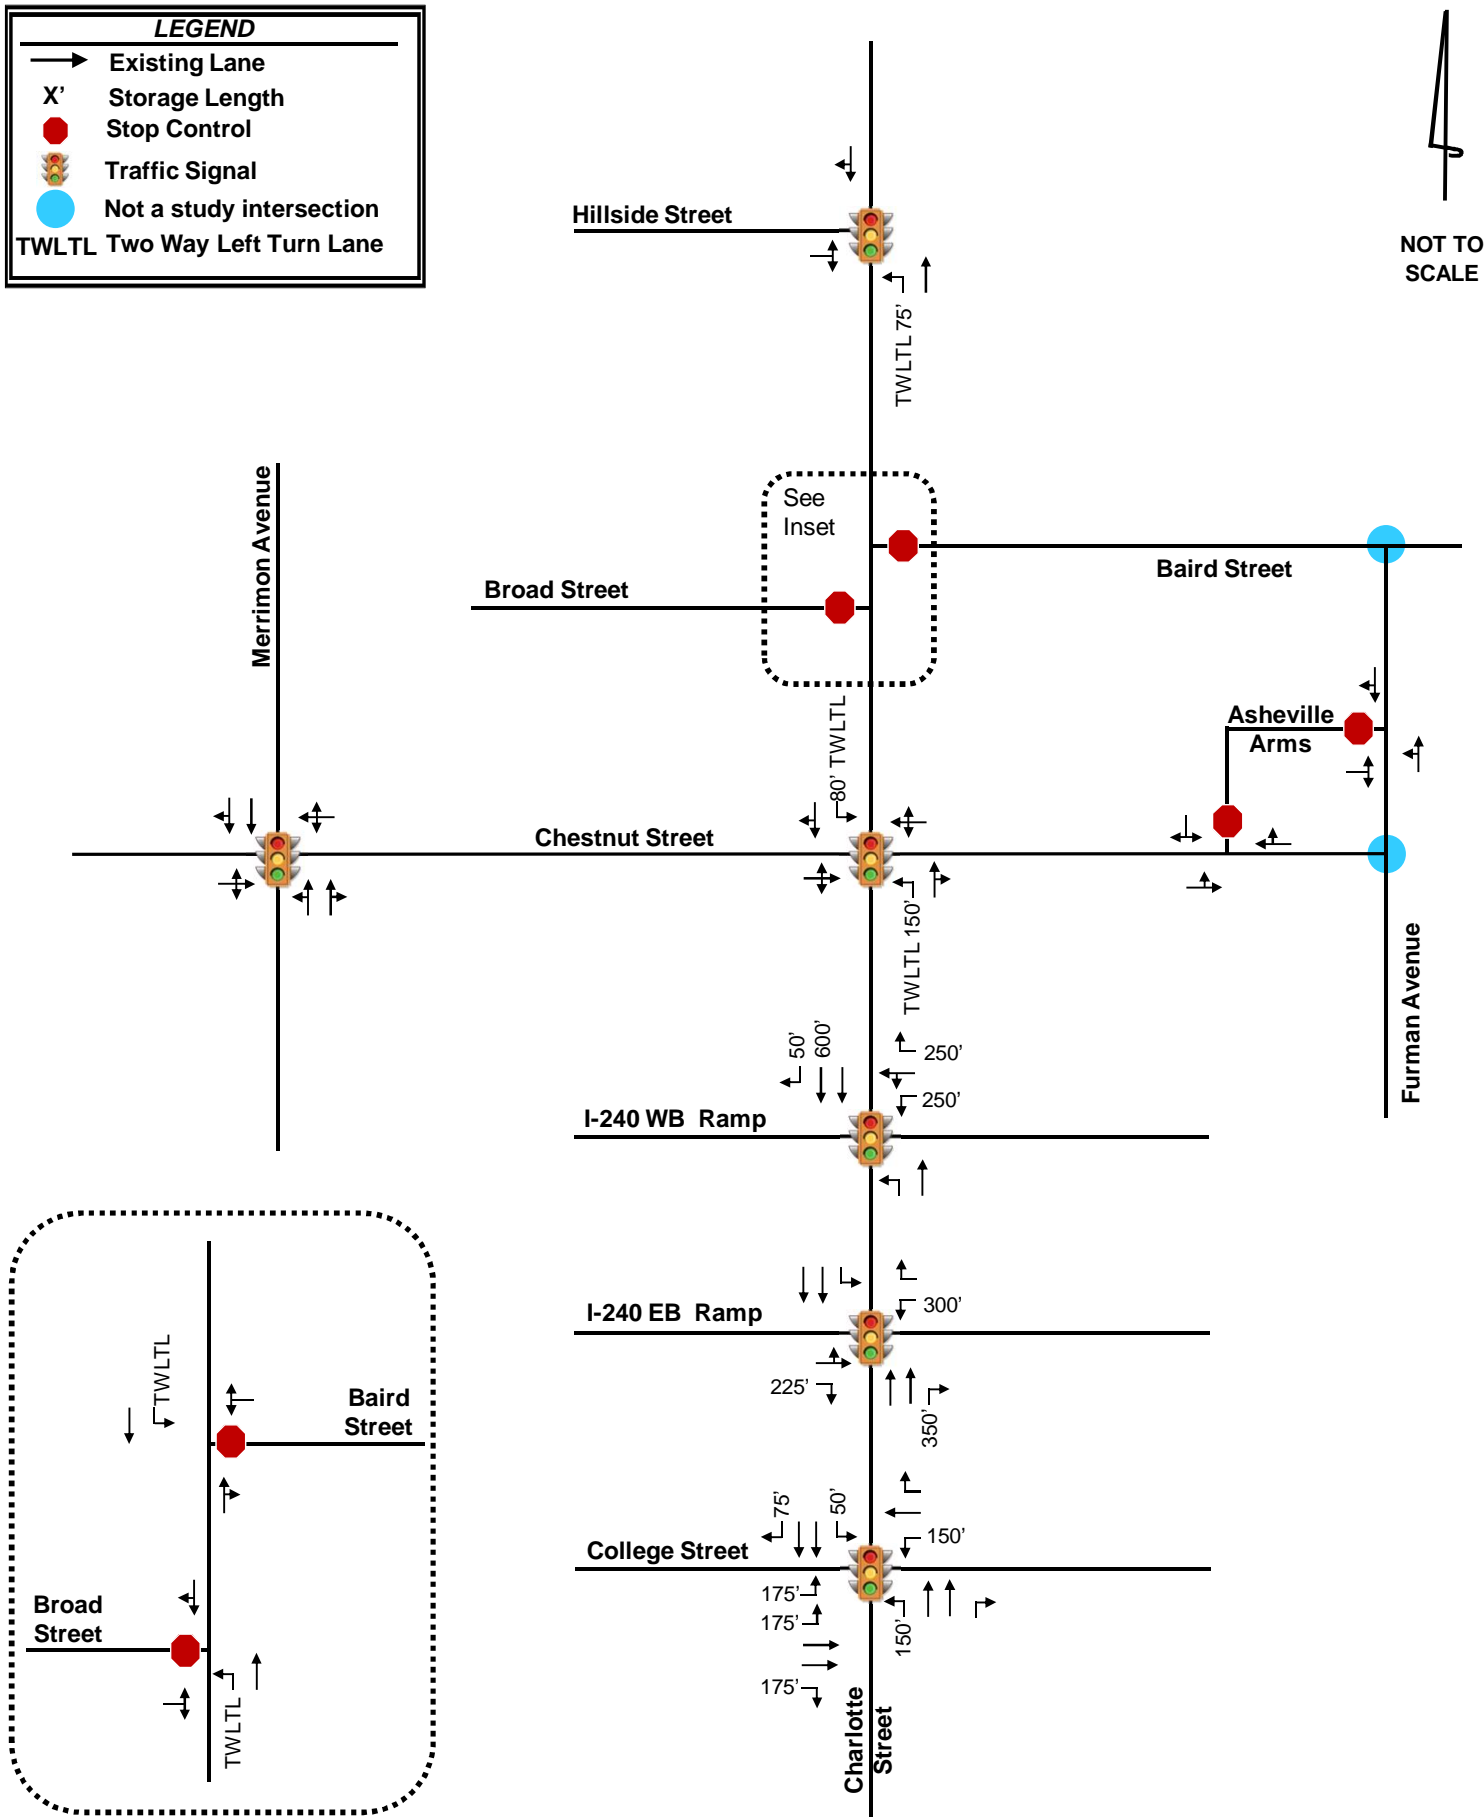 LEGEND
Existing Lane
X' Storage Length
Stop Control
Traffic Signal
Not a study intersection
TWLTL Two Way Left Turn Lane
NOT TO
SCALE
Hillside Street
TWLTL 75’
Merrimon Avenue
See
Inset
Baird Street
Broad Street
80’ TWLTL
Asheville
Arms
Chestnut Street
TWLTL 150’
Furman Avenue
50’
600’
250’
250’
I-240 WB Ramp
I-240 EB Ramp
300’
225’
350’
TWLTL
Baird
Street
75’
50’
150’
College Street
175’
175’
175’
150’
Broad
Street
TWLTL
Charlotte
Street